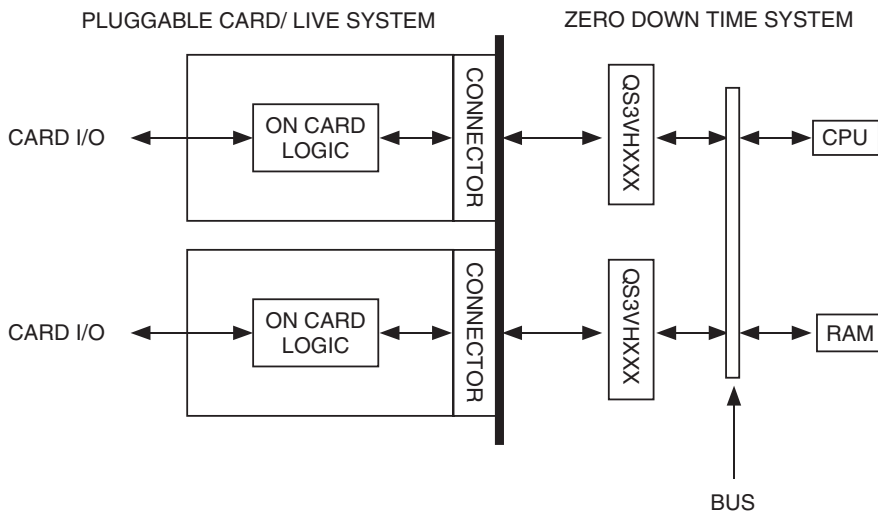 PLUGGABLE CARD/ LIVE SYSTEM
ZERO DOWN TIME SYSTEM
CARD I/O
ON CARD
LOGIC
CONNECTOR
QS3VHXXX
CPU
CARD I/O
ON CARD
LOGIC
CONNECTOR
QS3VHXXX
RAM
BUS